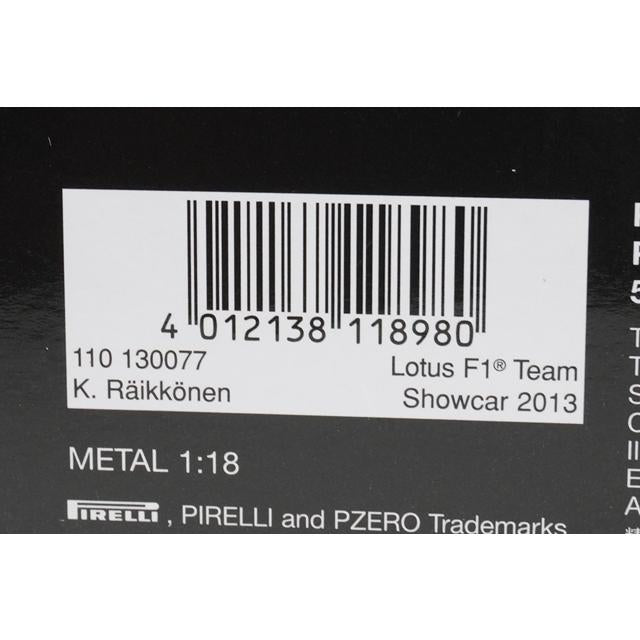 4 012138 118980
110 130077
Lotus F1® Team
K. Räikkönen
Showcar 2013
METAL 1:18
PIRELLI, PIRELLI and PZERO Trademarks